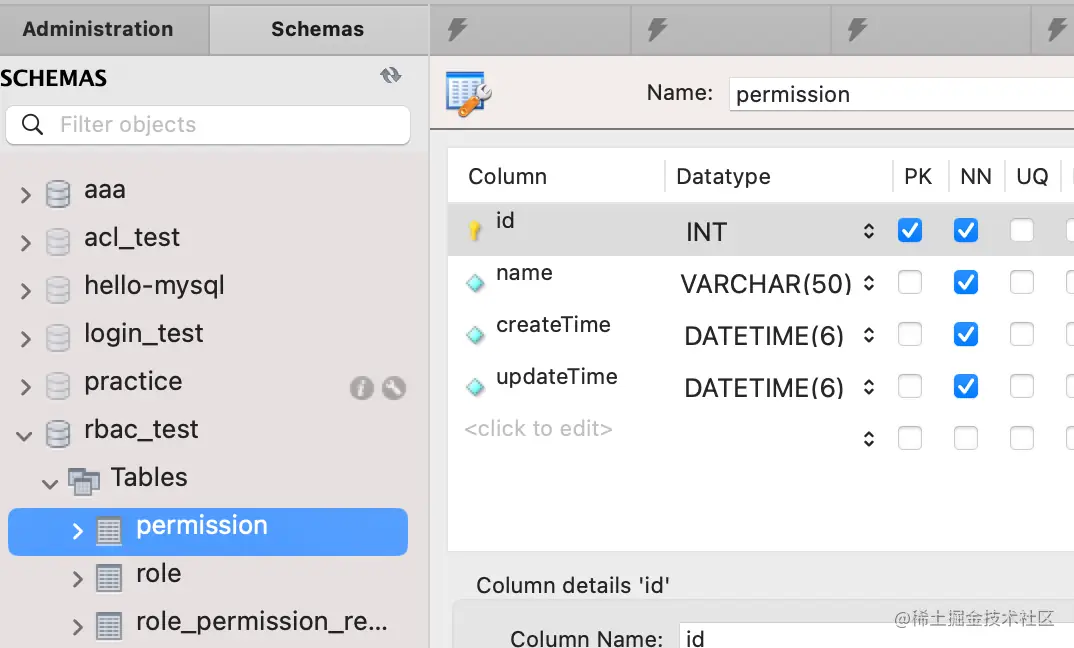 Administration
Schemas
SCHEMAS
Filter objects
aaa
acl_test
hello-mysql
login_test
practice
rbac_test
Tables
permission
role
role_permission_re...
Name: permission
Column Datatype PK NN UQ
id INT
name VARCHAR(50)
createTime DATETIME(6)
updateTime DATETIME(6)
<click to edit>
Column details 'id'
Column Name: id
@稀土掘金技术社区